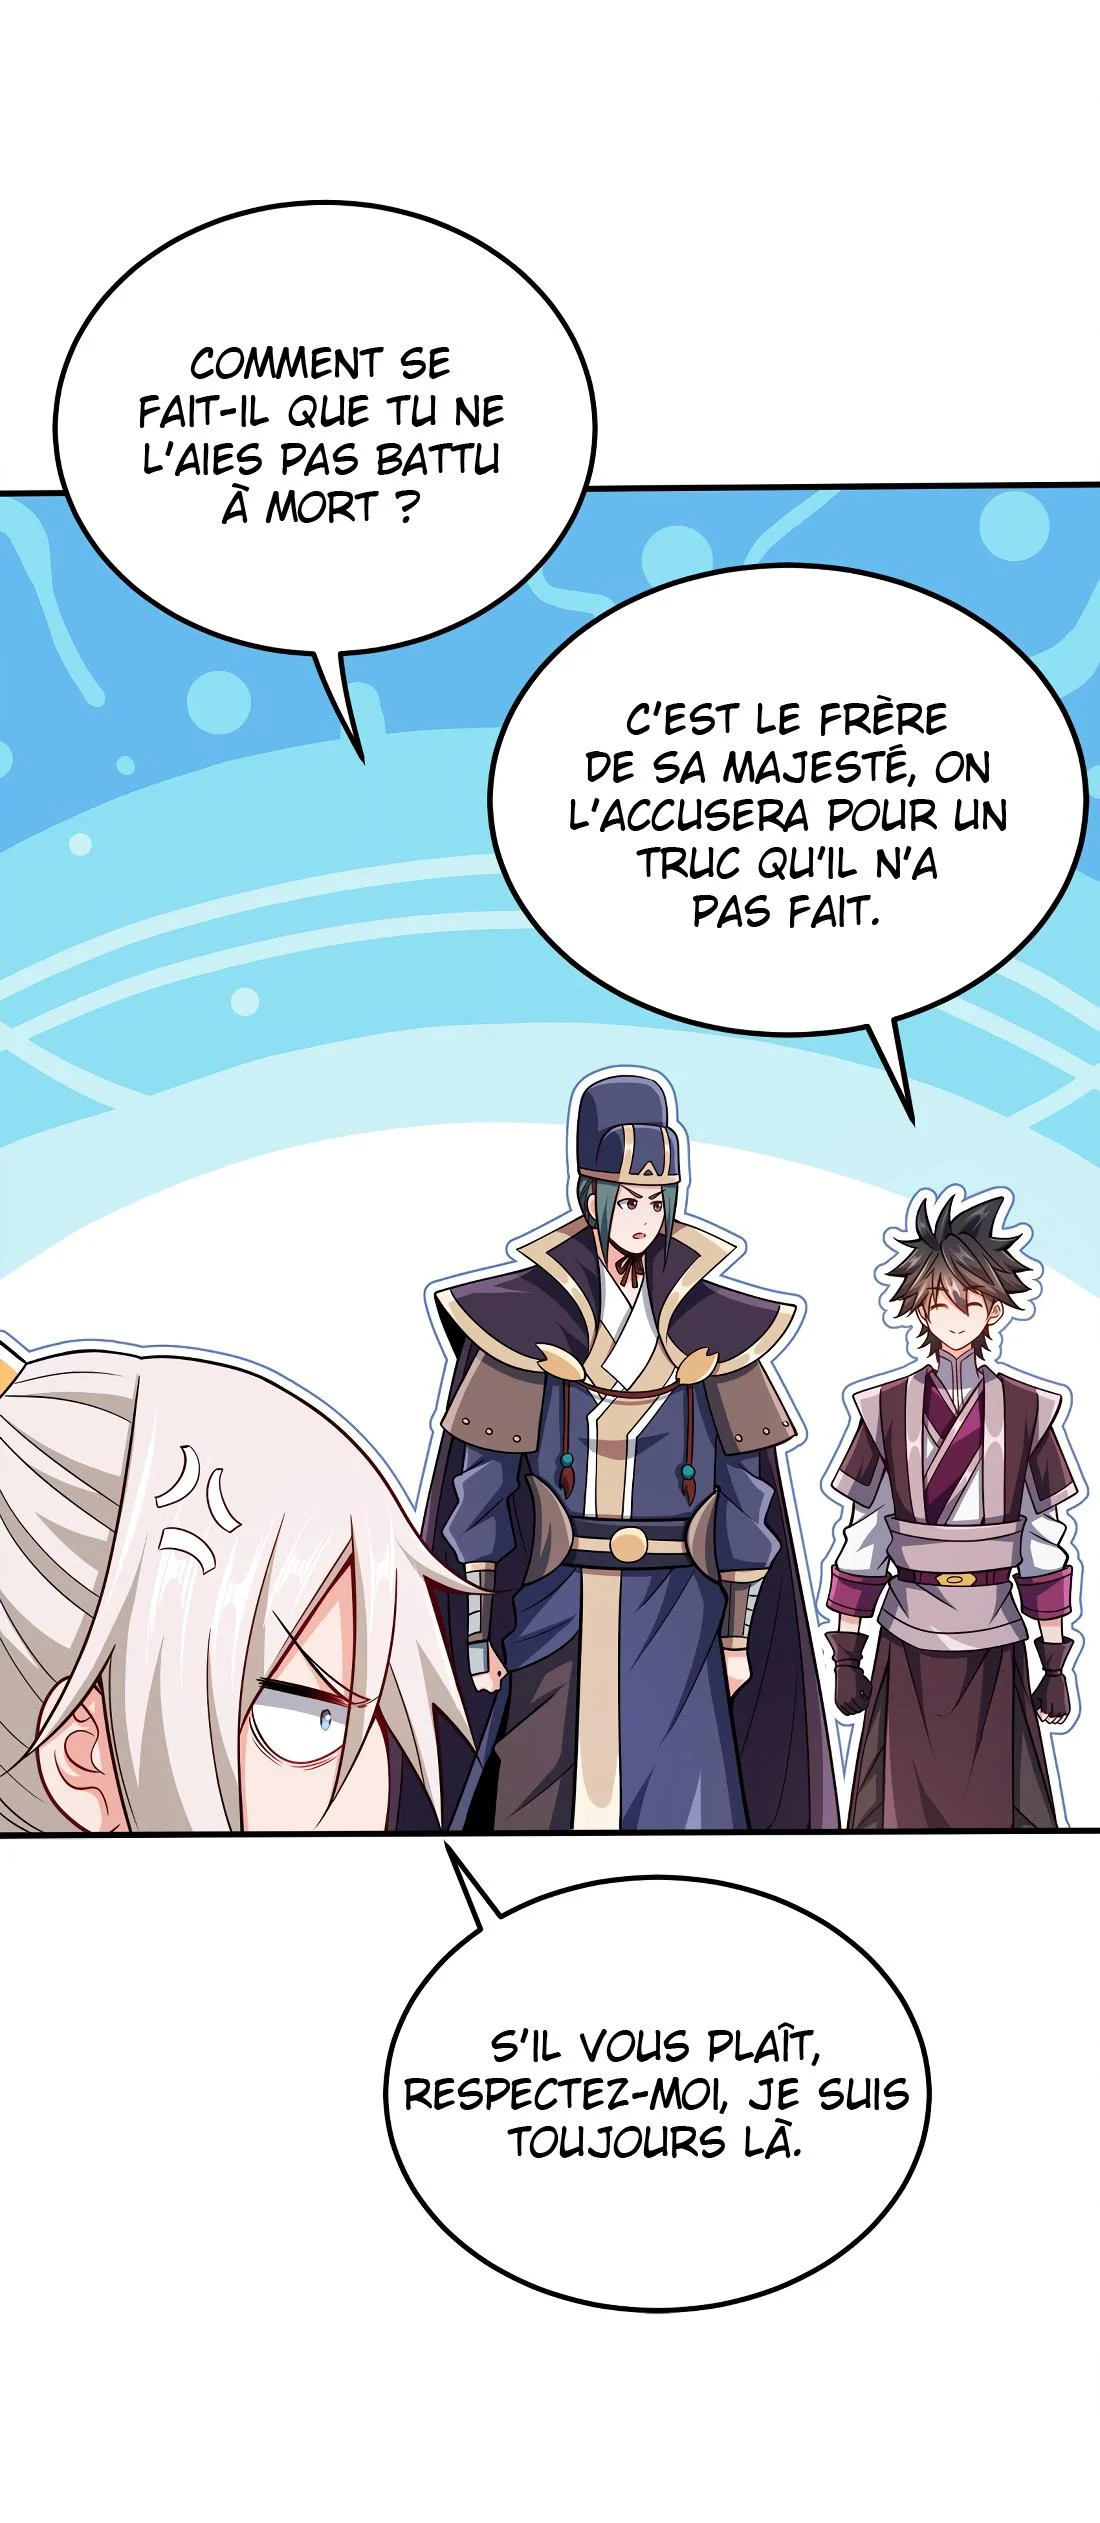 COMMENT SE
FAIT-IL QUE TU NE
L'AIES PAS BATTU
À MORT ?
C'EST LE FRÈRE
DE SA MAJESTÉ, ON
L'ACCUSERA POUR UN
TRUC QU'IL N'A
PAS FAIT.
S'IL VOUS PLAÎT,
RESPECTEZ-MOI, JE SUIS
TOUJOURS LÀ.